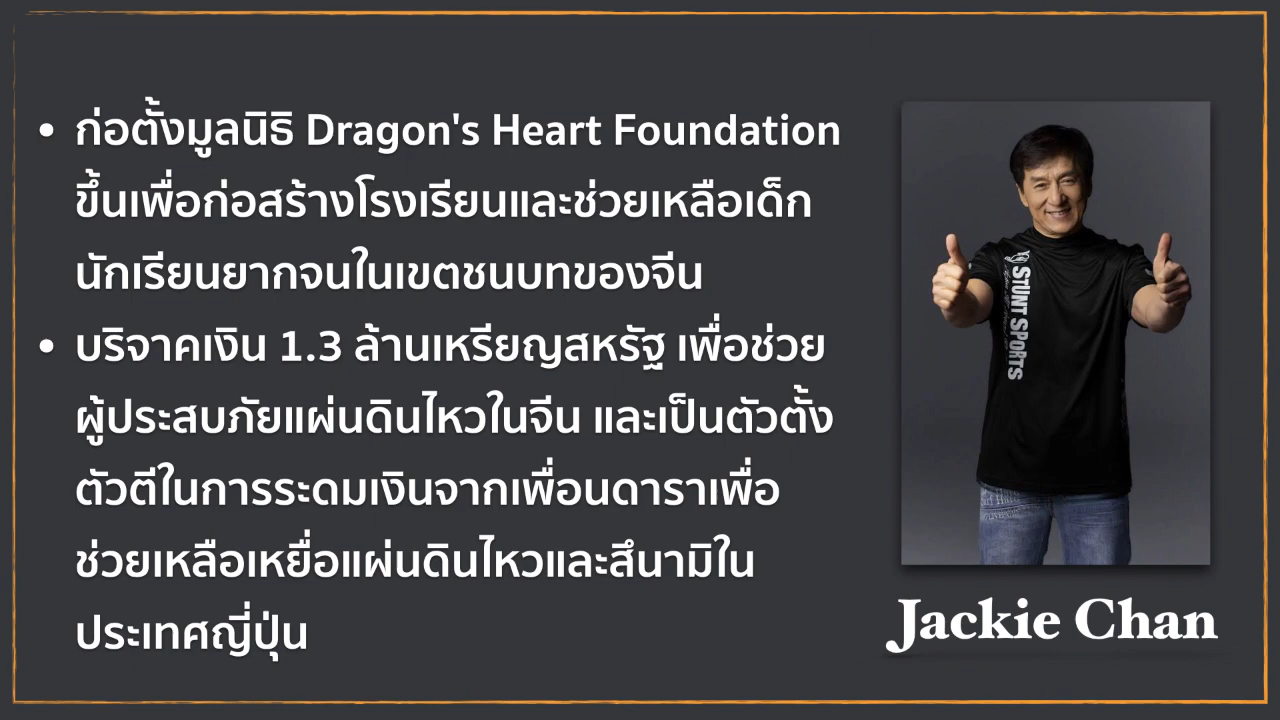 • ก่อตั้งมูลนิธิ Dragon's Heart Foundation
ขึ้นเพื่อก่อสร้างโรงเรียนและช่วยเหลือเด็ก
นักเรียนยากจนในเขตชนบทของจีน
• บริจาคเงิน 1.3 ล้านเหรียญสหรัฐ เพื่อช่วย
ผู้ประสบภัยแผ่นดินไหวในจีน และเป็นตัวตั้ง
ตัวตีในการระดมเงินจากเพื่อนดาราเพื่อ
ช่วยเหลือเหยื่อแผ่นดินไหวและสึนามิใน
ประเทศญี่ปุ่น
STUNT SPORTS
Jackie Chan